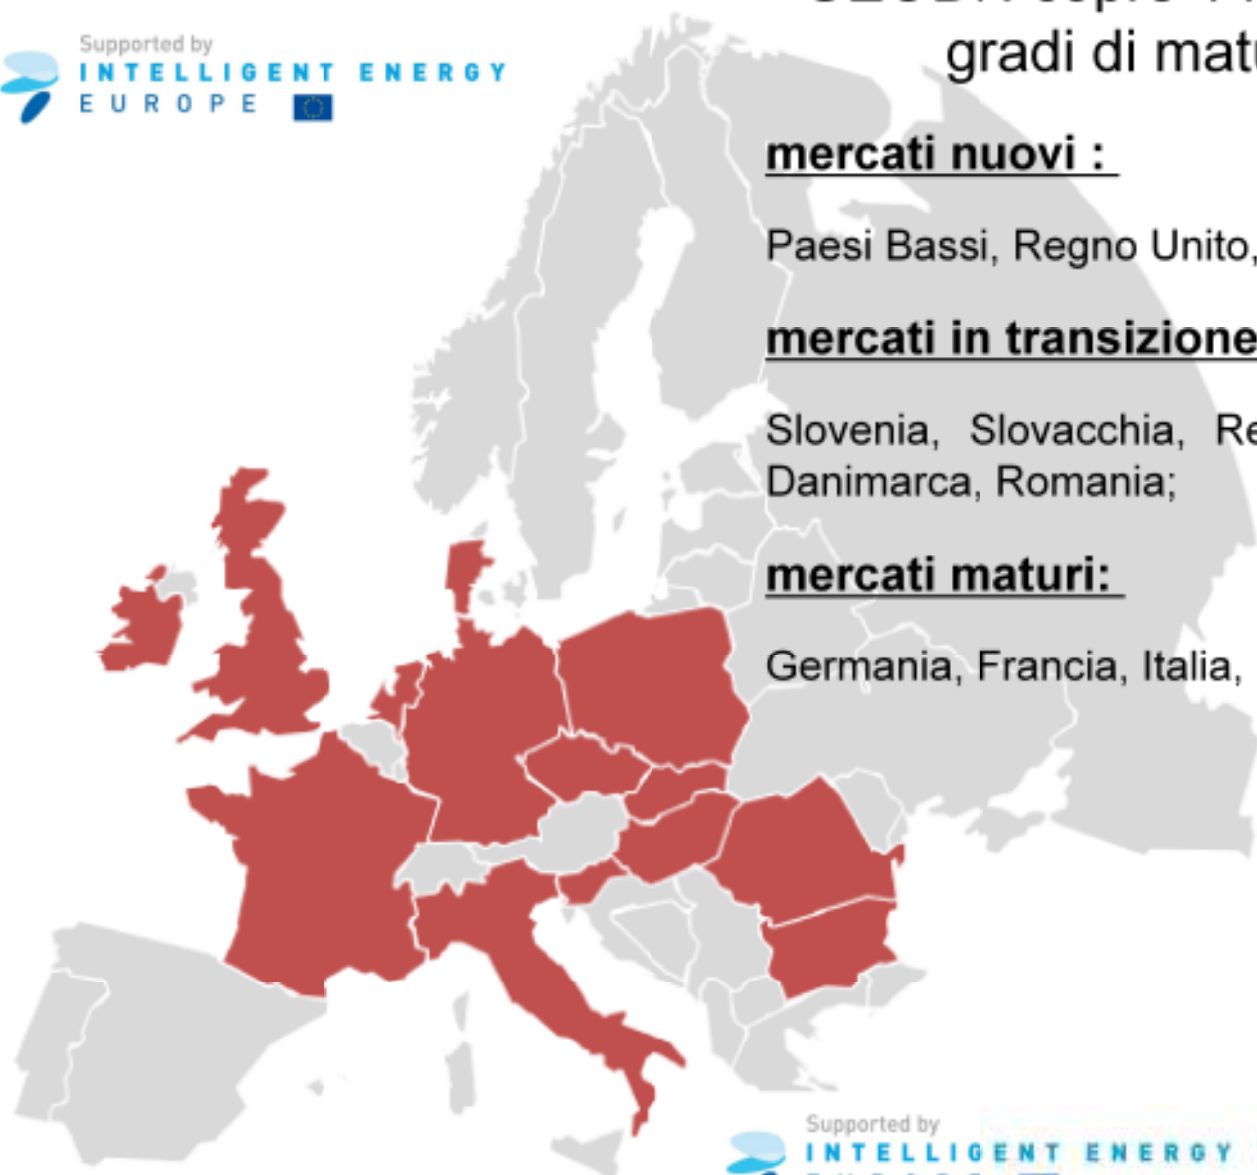 Supported by
INTELLIGENT ENERGY
EUROPE
gradi di matu
mercati nuovi :
Paesi Bassi, Regno Unito,
mercati in transizione
Slovenia, Slovacchia, Re
Danimarca, Romania;
mercati maturi:
Germania, Francia, Italia,
Supported by
INTELLIGENT ENERGY